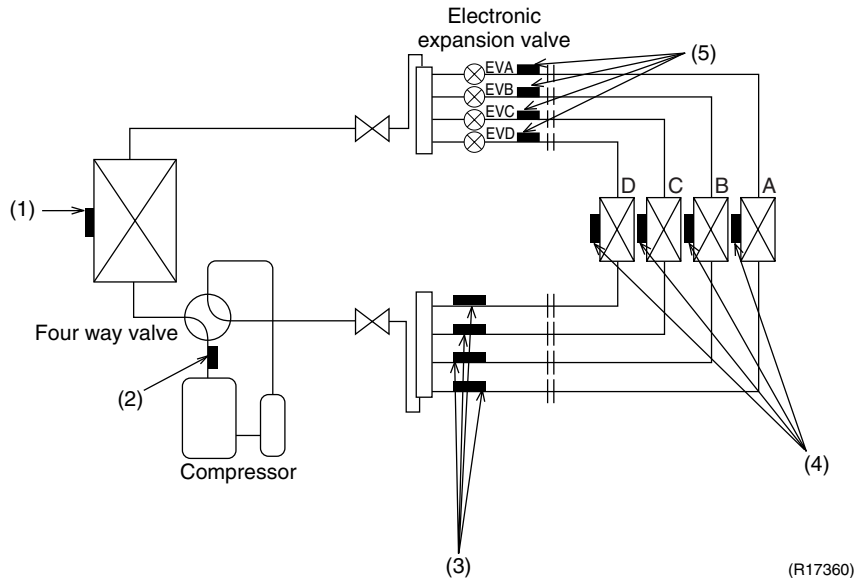 Electronic
expansion valve
(5)
EVA
EVB
EVC
EVD
D C B A
(1)
Four way valve
(2)
Compressor
(4)
(3)
(R17360)